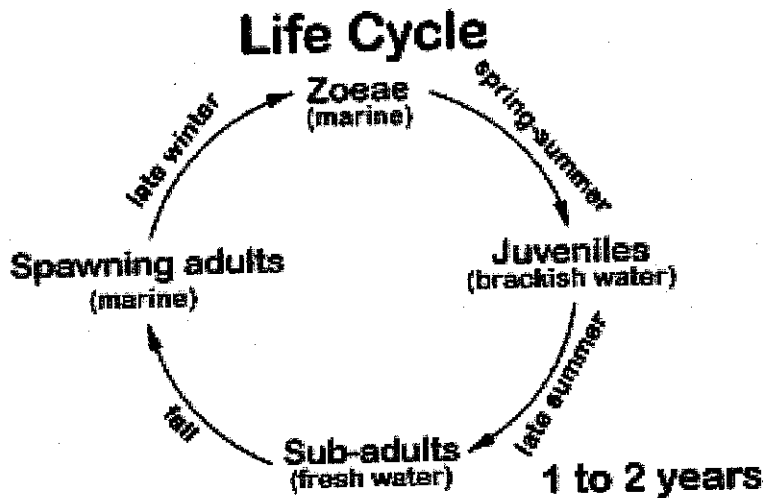 Life Cycle
Zoeae
(marine)
spring-summer
Juveniles
(brackish water)
late summer
Sub-adults
(fresh water)
fall
Spawning adults
(marine)
late winter
1 to 2 years